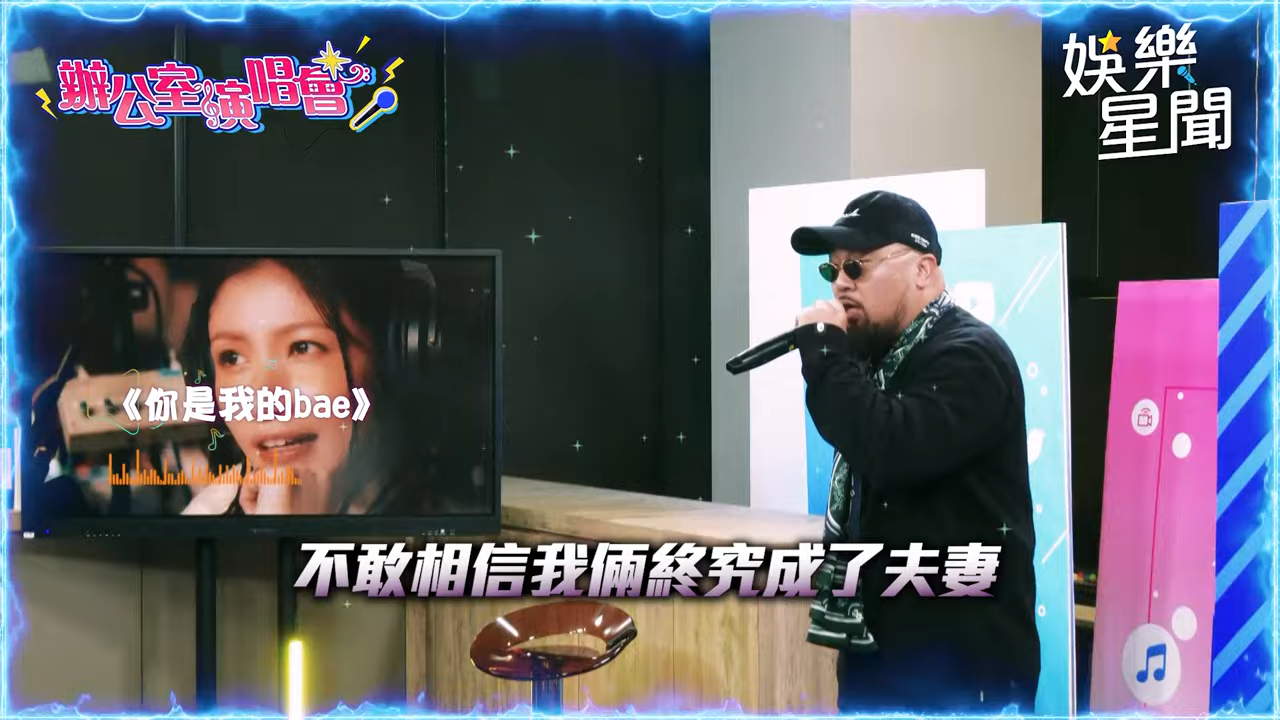 辦公室演唱會
娛樂
星聞
《你是我的bae》
不敢相信我倆終究成了夫妻